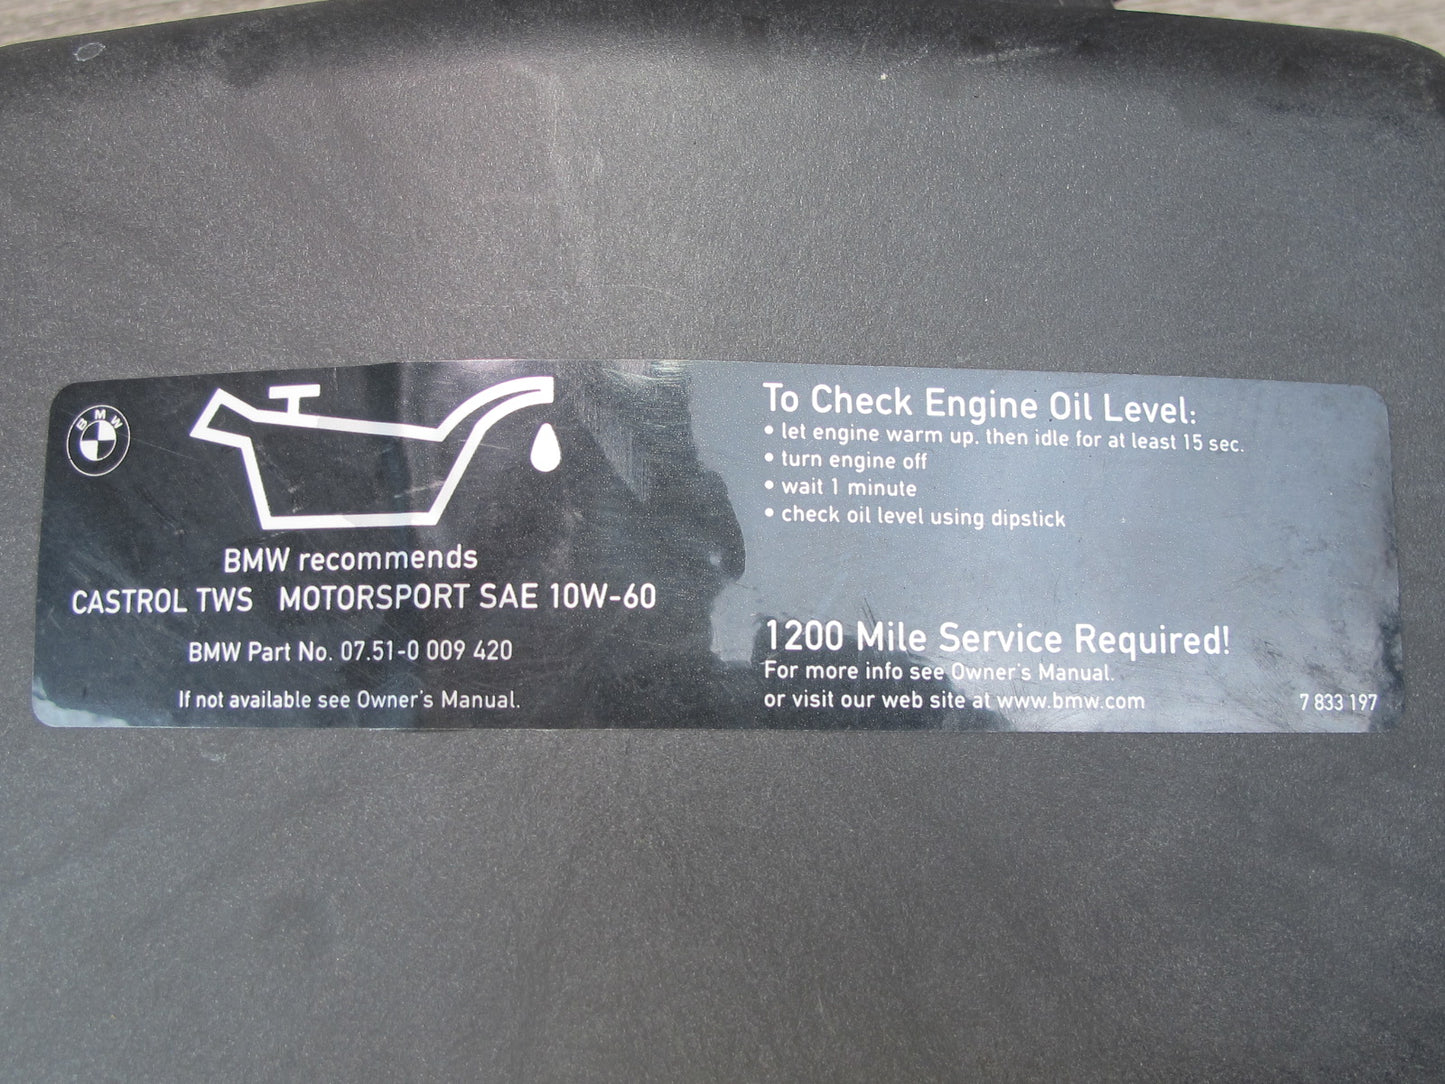 BMW
BMW recommends
CASTROL TWS MOTORSPORT SAE 10W-60
BMW Part No. 07.51-0 009 420
If not available see Owner's Manual.
To Check Engine Oil Level:
• let engine warm up. then idle for at least 15 sec.
• turn engine off
• wait 1 minute
• check oil level using dipstick
1200 Mile Service Required!
For more info see Owner's Manual.
or visit our web site at www.bmw.com
7 833 197